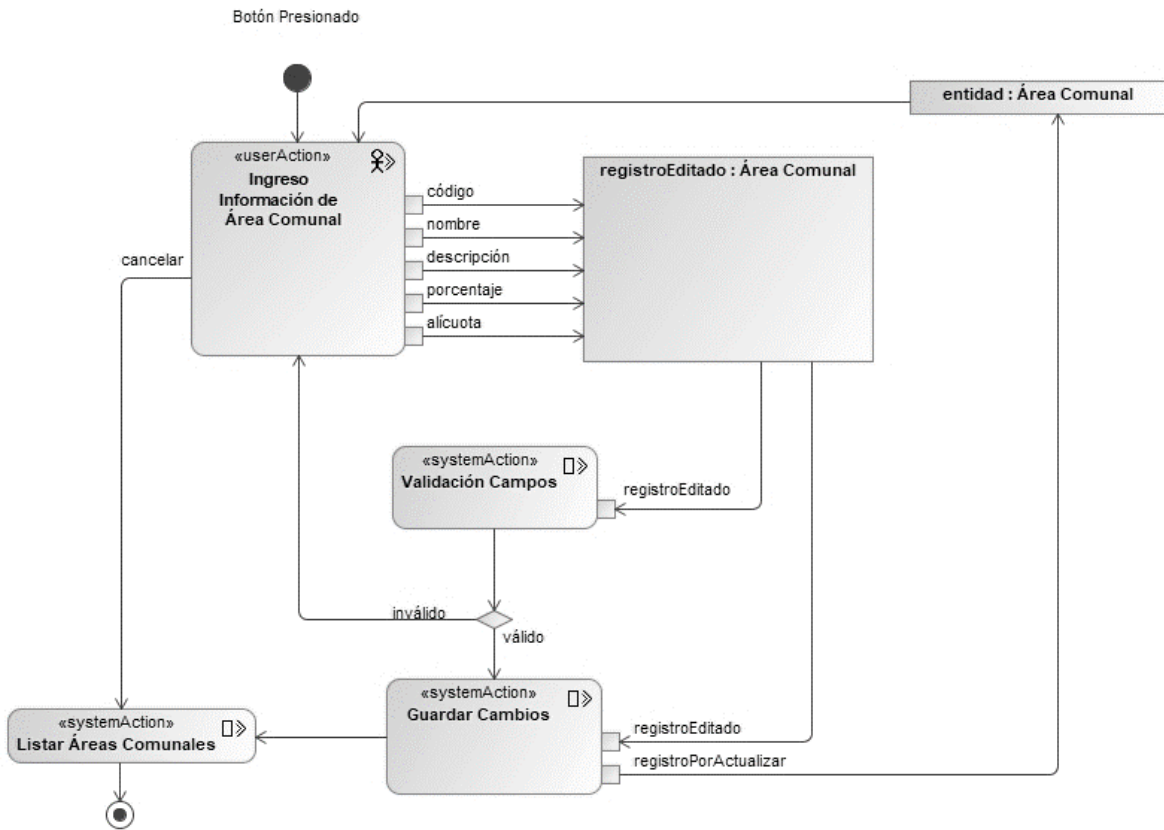 Botón Presionado
entidad : Área Comunal
«userAction»
Ingreso
Información de
Área Comunal
registroEditado : Área Comunal
código
nombre
descripción
porcentaje
alícuota
cancelar
«systemAction»
Validación Campos
registroEditado
inválido
válido
«systemAction»
Guardar Cambios
registroEditado
registroPorActualizar
«systemAction»
Listar Áreas Comunales